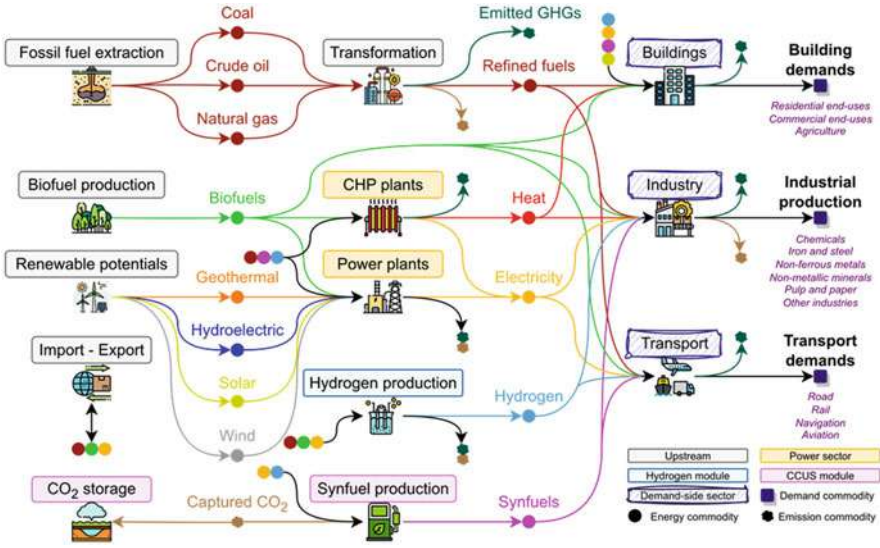 Coal
Emitted GHGs
Fossil fuel extraction
Transformation
Buildings
Building
demands
Crude oil
Refined fuels
Residential end-uses
Commercial end-uses
Agriculture
Natural gas
Biofuel production
CHP plants
Industry
Industrial
production
Biofuels
Heat
Chemicals
Iron and steel
Non-ferrous metals
Non-metallic minerals
Pulp and paper
Other industries
Renewable potentials
Geothermal
Power plants
Electricity
Hydroelectric
Import - Export
Transport
Transport
demands
Solar
Hydrogen production
Hydrogen
Road
Rail
Navigation
Aviation
Wind
CO2 storage
Captured CO2
Synfuel production
Synfuels
Upstream
Power sector
Hydrogen module
CCUS module
Demand-side sector
Demand commodity
Energy commodity
Emission commodity